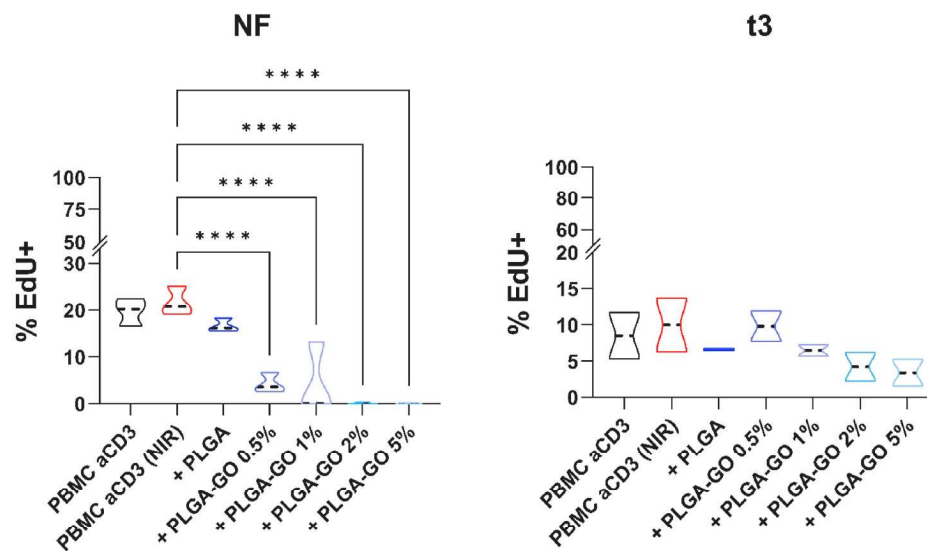 NF
% EdU+
100
75
50
30
20
10
0
****
****
****
****
PBMC aCD3
PBMC aCD3 (NIR)
+ PLGA
+ PLGA-GO 0.5%
+ PLGA-GO 1%
+ PLGA-GO 2%
+ PLGA-GO 5%
t3
% EdU+
100
80
60
20
15
10
5
0
PBMC aCD3
PBMC aCD3 (NIR)
+ PLGA
+ PLGA-GO 0.5%
+ PLGA-GO 1%
+ PLGA-GO 2%
+ PLGA-GO 5%